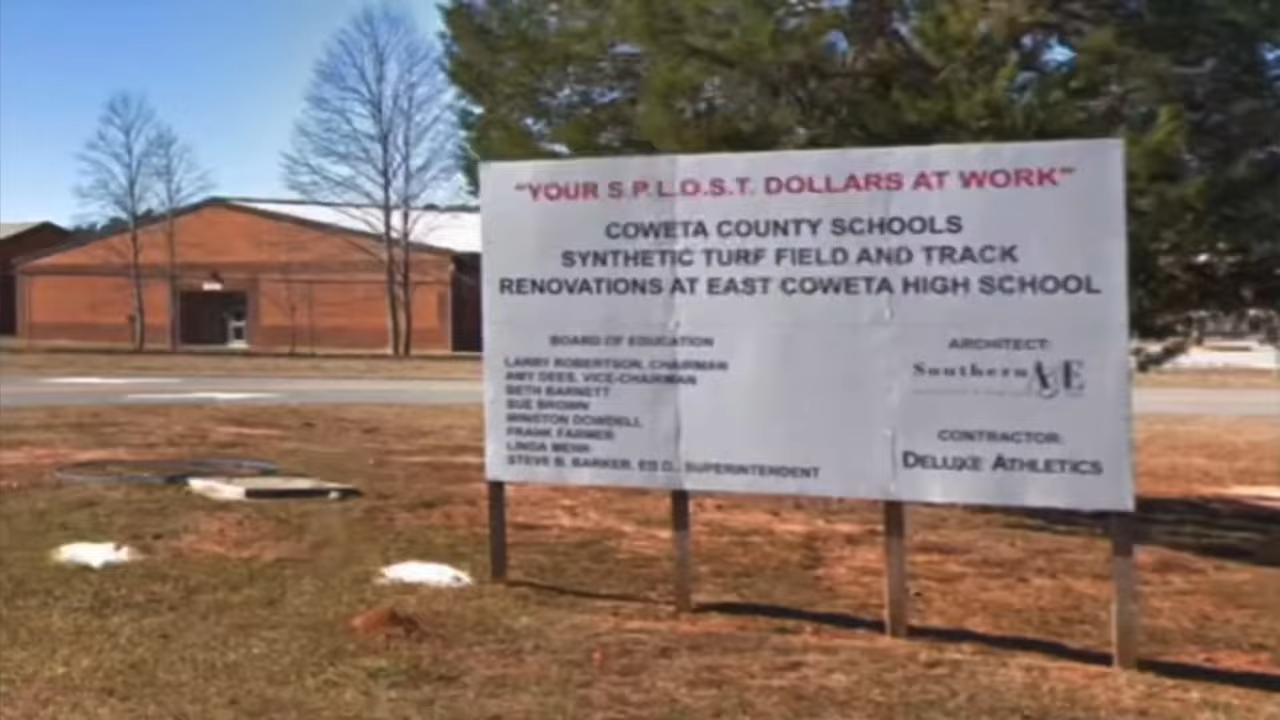 "YOUR S.P.L.O.S.T. DOLLARS AT WORK"
COWETA COUNTY SCHOOLS
SYNTHETIC TURF FIELD AND TRACK
RENOVATIONS AT EAST COWETA HIGH SCHOOL
BOARD OF EDUCATION
LARRY ROBERTSON, CHAIRMAN
AMY DEES, VICE-CHAIRMAN
BETH BARNETT
SUE BROWN
WINSTON DOWDELL
FRANK FARMER
LINDA
STEVE B. BARKER, ED.D., SUPERINTENDENT
ARCHITECT:
Southern A&E
CONTRACTOR:
DELUXE ATHLETICS